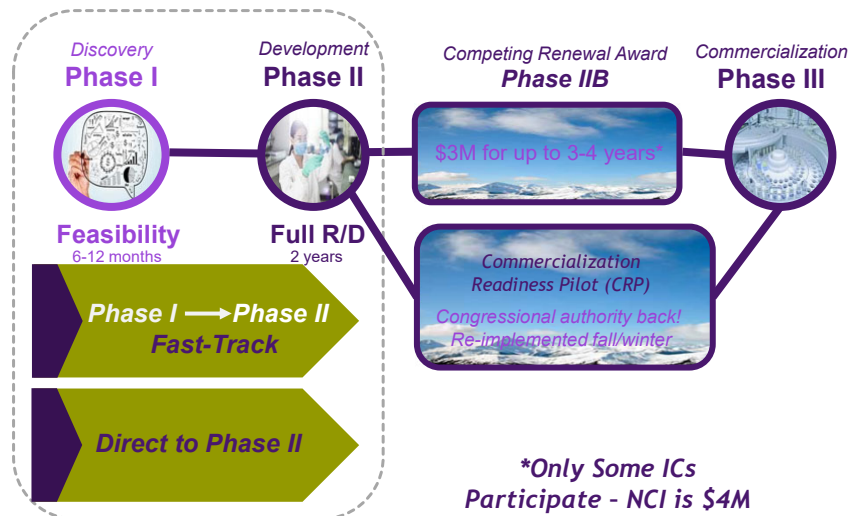 Discovery
Phase I
Development
Phase II
Competing Renewal Award
Phase IIB
Commercialization
Phase III
$3M for up to 3-4 years*
Feasibility
6-12 months
Full R/D
2 years
Commercialization
Readiness Pilot (CRP)
Congressional authority back!
Re-implemented fall/winter
Phase I Phase II
Fast-Track
Direct to Phase II
*Only Some ICs
Participate - NCI is $4M